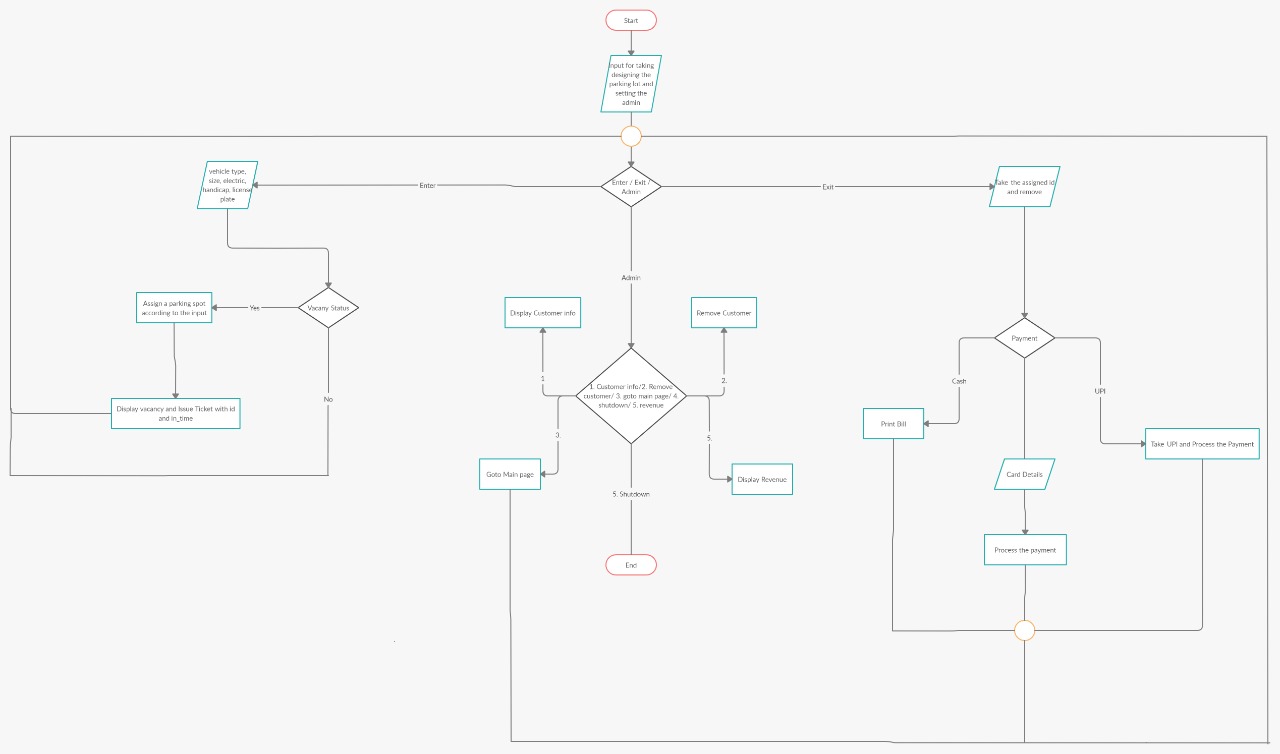 Start
Input for taking
designing the
parking lot and
setting the
admin
vehicle type,
size, electric,
handicap, license
plate
Enter
Enter / Exit /
Admin
Exit
Take the assigned id
and remove
Admin
Assign a parking spot
according to the input
Yes
Vacany Status
Display Customer info
Remove Customer
Payment
1.
2.
Cash
UPI
1. Customer info/2. Remove
customer/ 3. goto main page/ 4.
shutdown/ 5. revenue
No
Display vacancy and Issue Ticket with id
and in_time
Print Bill
3.
5.
Take UPI and Process the Payment
Goto Main page
Display Revenue
Card Details
5. Shutdown
Process the payment
End